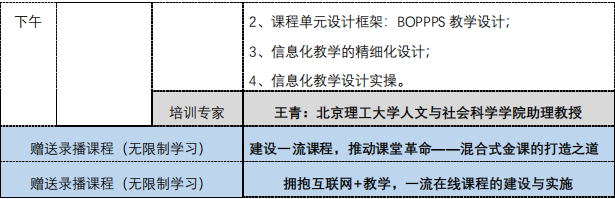 下午
2、课程单元设计框架：BOPPPS 教学设计；
3、信息化教学的精细化设计；
4、信息化教学设计实操。
培训专家 王青：北京理工大学人文与社会科学学院助理教授
赠送录播课程（无限制学习） 建设一流课程，推动课堂革命——混合式金课的打造之道
赠送录播课程（无限制学习） 拥抱互联网+教学，一流在线课程的建设与实施